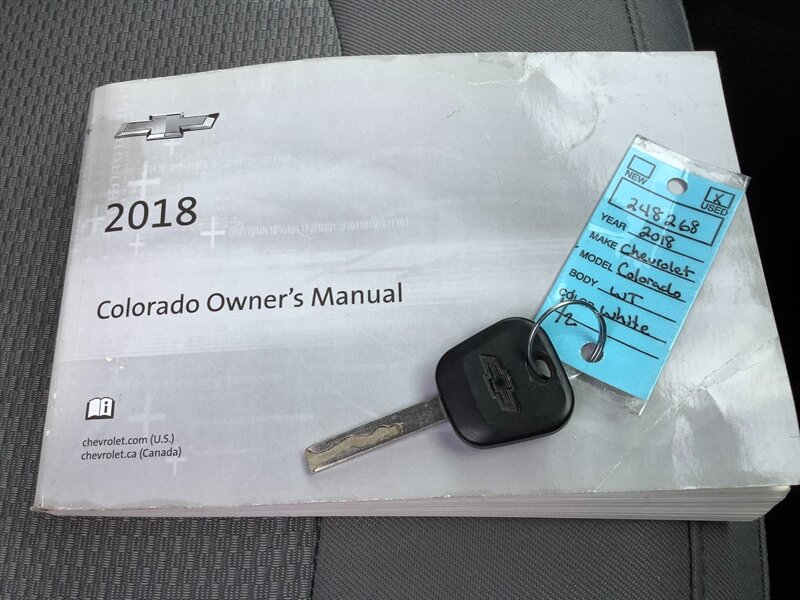 2018
Colorado Owner's Manual
chevrolet.com (U.S.)
chevrolet.ca (Canada)
NEW
X
USED
248268
YEAR 2018
MAKE Chevrolet
MODEL Colorado
BODY WT
White